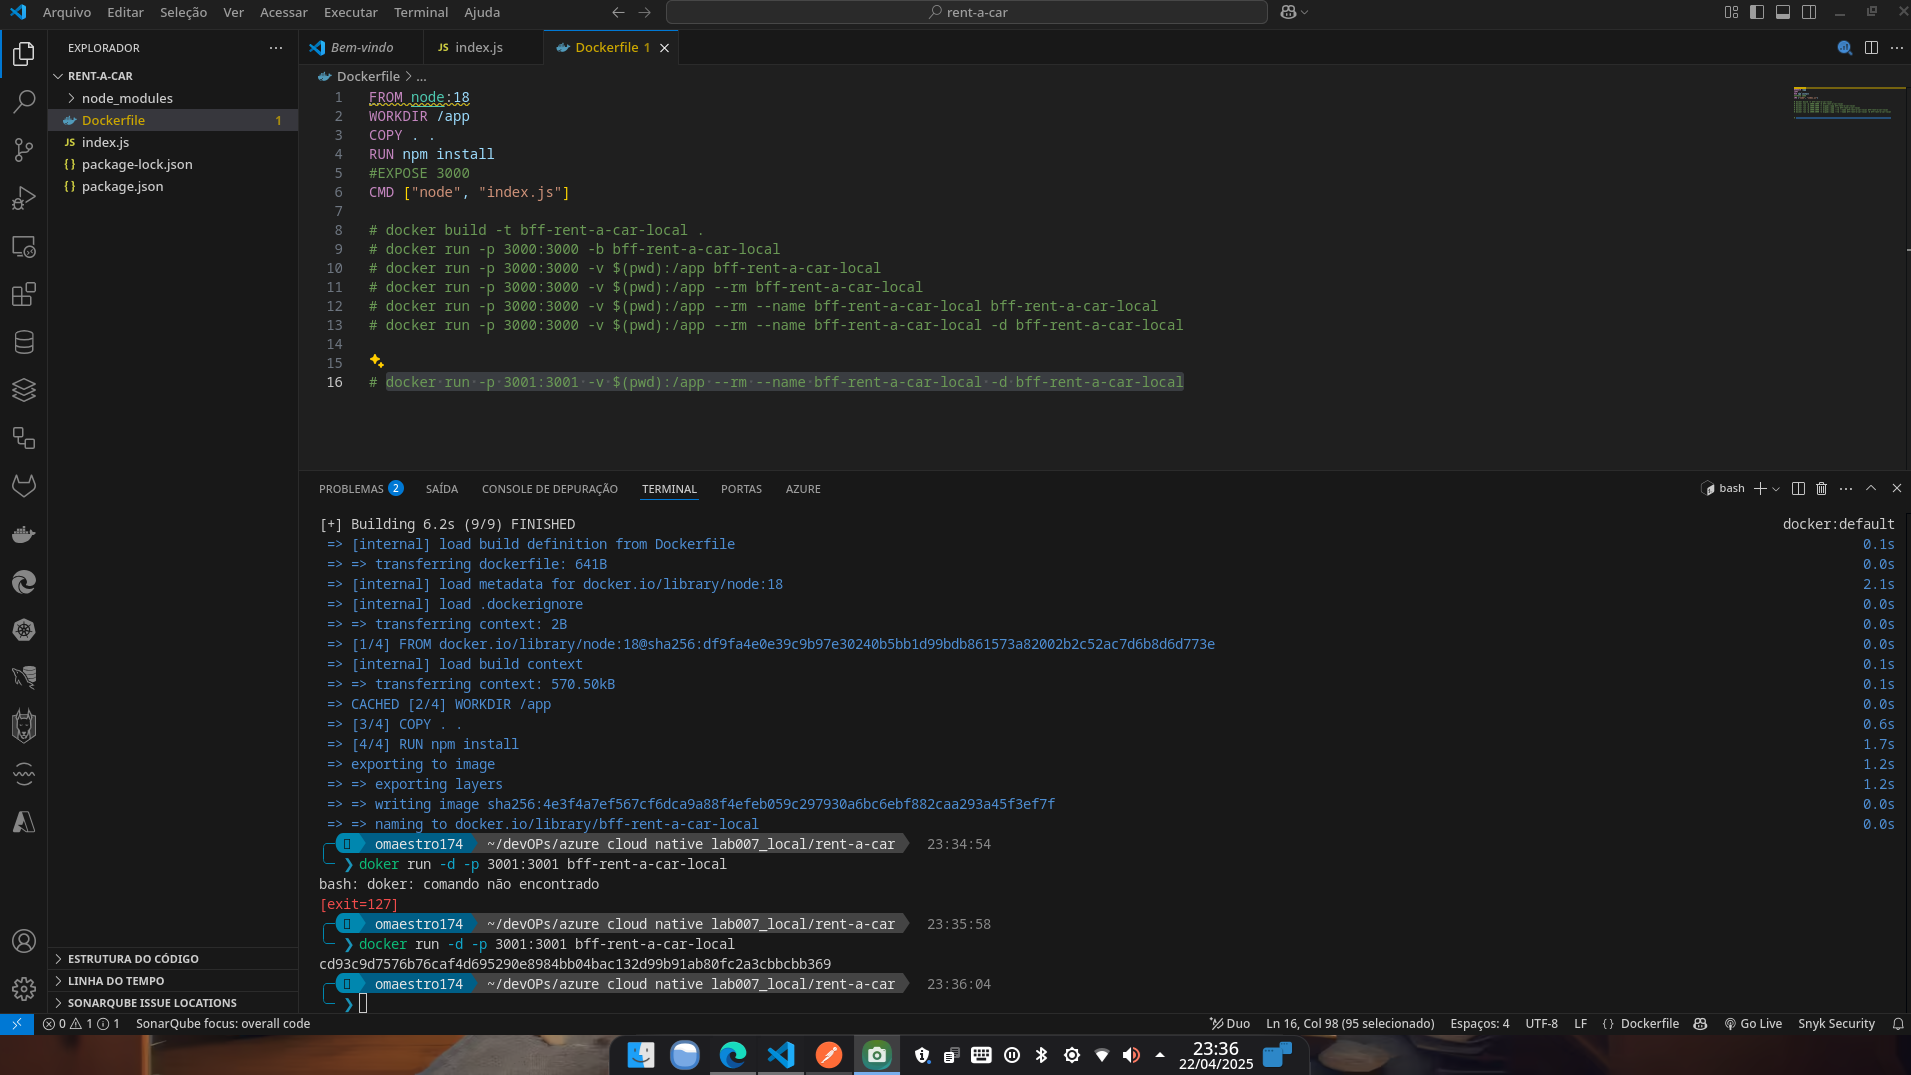 Arquivo Editar Seleção Ver Acessar Executar Terminal Ajuda
rent-a-car
EXPLORADOR
RENT-A-CAR
node_modules
Dockerfile 1
JS index.js
{} package-lock.json
{} package.json
ESTRUTURA DO CÓDIGO
LINHA DO TEMPO
SONARQUBE ISSUE LOCATIONS
Bem-vindo
JS index.js
Dockerfile 1
Dockerfile > ...
1 FROM node:18
2 WORKDIR /app
3 COPY . .
4 RUN npm install
5 #EXPOSE 3000
6 CMD ["node", "index.js"]
7
8 # docker build -t bff-rent-a-car-local .
9 # docker run -p 3000:3000 -b bff-rent-a-car-local
10 # docker run -p 3000:3000 -v $(pwd):/app bff-rent-a-car-local
11 # docker run -p 3000:3000 -v $(pwd):/app --rm bff-rent-a-car-local
12 # docker run -p 3000:3000 -v $(pwd):/app --rm --name bff-rent-a-car-local bff-rent-a-car-local
13 # docker run -p 3000:3000 -v $(pwd):/app --rm --name bff-rent-a-car-local -d bff-rent-a-car-local
14
15
16 # docker run -p 3001:3001 -v $(pwd):/app --rm --name bff-rent-a-car-local -d bff-rent-a-car-local
PROBLEMAS 2 SAÍDA CONSOLE DE DEPURAÇÃO TERMINAL PORTAS AZURE
bash
[+] Building 6.2s (9/9) FINISHED docker:default
=> [internal] load build definition from Dockerfile 0.1s
=> => transferring dockerfile: 641B 0.0s
=> [internal] load metadata for docker.io/library/node:18 2.1s
=> [internal] load .dockerignore 0.0s
=> => transferring context: 2B 0.0s
=> [1/4] FROM docker.io/library/node:18@sha256:df9fa4e0e39c9b97e30240b5bb1d99bdb861573a82002b2c52ac7d6b8d6d773e 0.0s
=> [internal] load build context 0.1s
=> => transferring context: 570.50kB 0.1s
=> CACHED [2/4] WORKDIR /app 0.0s
=> [3/4] COPY . . 0.6s
=> [4/4] RUN npm install 1.7s
=> exporting to image 1.2s
=> => exporting layers 1.2s
=> => writing image sha256:4e3f4a7ef567cf6dca9a88f4efeb059c297930a6bc6ebf882caa293a45f3ef7f 0.0s
=> => naming to docker.io/library/bff-rent-a-car-local 0.0s
omaestro174 ~/devOPs/azure cloud native lab007_local/rent-a-car 23:34:54
❯ doker run -d -p 3001:3001 bff-rent-a-car-local
bash: doker: comando não encontrado
[exit=127]
omaestro174 ~/devOPs/azure cloud native lab007_local/rent-a-car 23:35:58
❯ docker run -d -p 3001:3001 bff-rent-a-car-local
cd93c9d7576b76caf4d695290e8984bb04bac132d99b91ab80fc2a3cbbcbb369
omaestro174 ~/devOPs/azure cloud native lab007_local/rent-a-car 23:36:04
❯
0 1 1 SonarQube focus: overall code
Duo Ln 16, Col 98 (95 selecionado) Espaços: 4 UTF-8 LF {} Dockerfile Go Live Snyk Security
23:36
22/04/2025